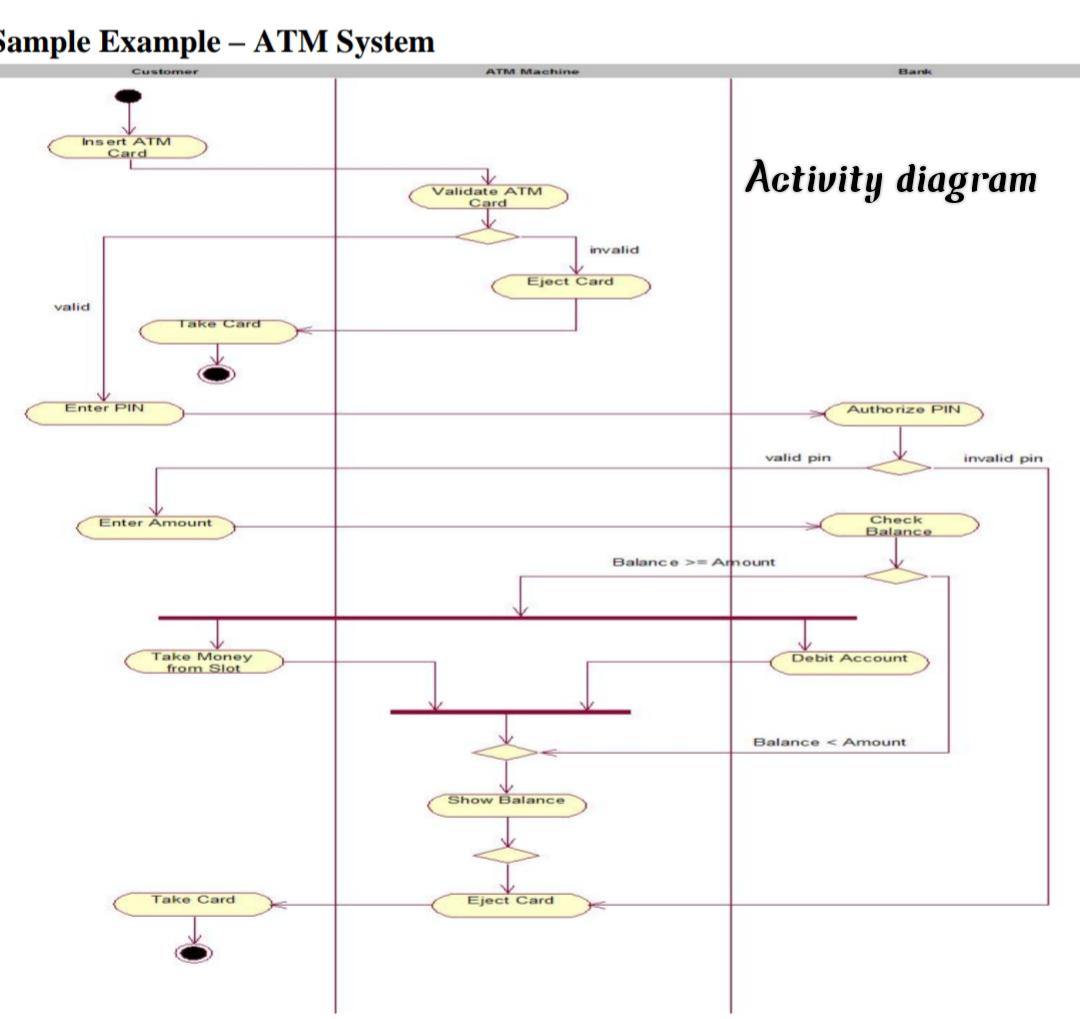 Sample Example – ATM System
Customer
ATM Machine
Bank
Insert ATM
Card
Activity diagram
Validate ATM
Card
invalid
Eject Card
valid
Take Card
Enter PIN
Authorize PIN
valid pin
invalid pin
Enter Amount
Check
Balance
Balance >= Amount
Take Money
from Slot
Debit Account
Balance < Amount
Show Balance
Take Card
Eject Card